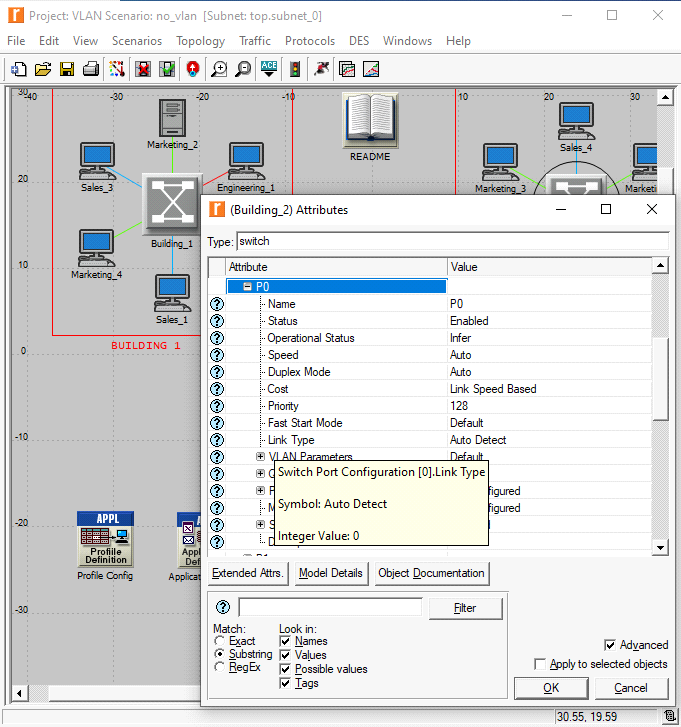 Project: VLAN Scenario: no_vlan [Subnet: top.subnet_0]
File Edit View Scenarios Topology Traffic Protocols DES Windows Help
ACE
-40 -30 -20 -10 10 20 30
30
Marketing_2
Sales_3
Engineering_1
README
Sales_4
Marketing_3
20
Building_1
Marketing_4
10
Sales_1
BUILDING 1
0
-10
-20
-30
APPL
Profile
Definition
Profile Config
(Building_2) Attributes
Type: switch
Attribute Value
P0
Name P0
Status Enabled
Operational Status Infer
Speed Auto
Duplex Mode Auto
Cost Link Speed Based
Priority 128
Fast Start Mode Default
Link Type Auto Detect
VLAN Parameters Default
Switch Port Configuration [0].Link Type
Symbol: Auto Detect
Integer Value: 0
Extended Attrs. Model Details Object Documentation
Filter
Match: Look in:
Exact Names
Substring Values
RegEx Possible values
Tags
Advanced
Apply to selected objects
OK Cancel
30.55, 19.59